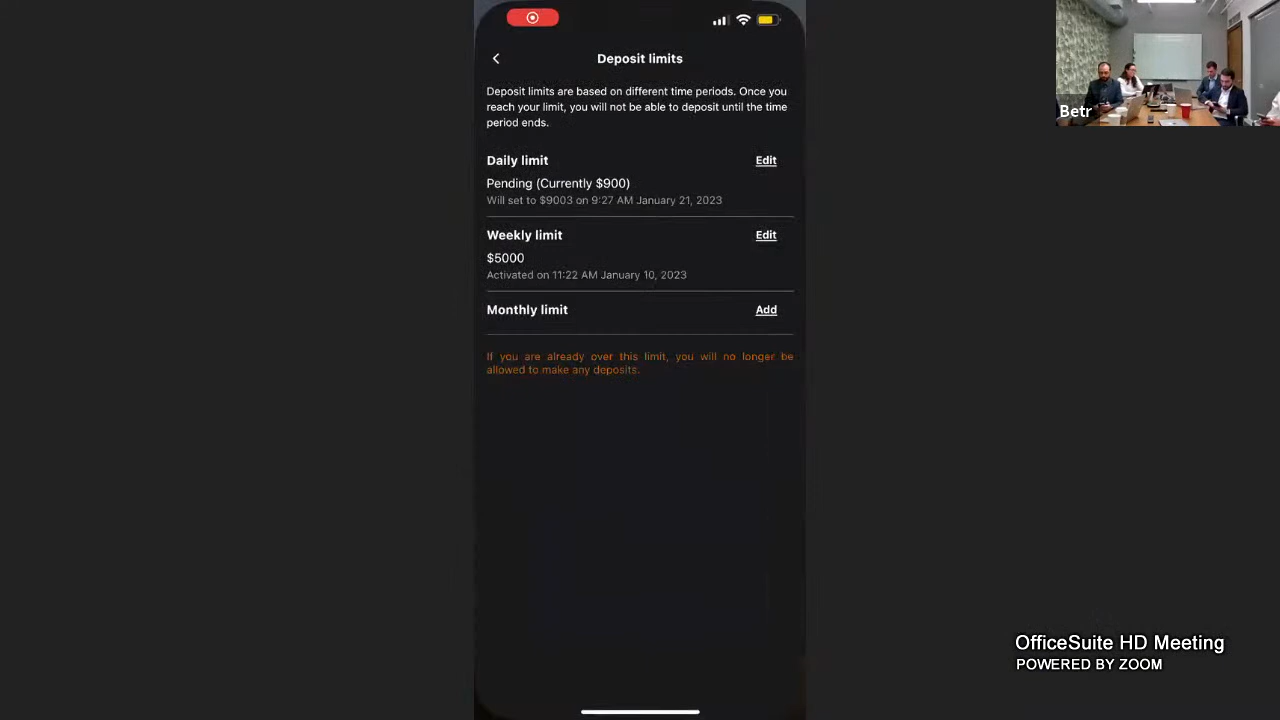 Deposit limits
Deposit limits are based on different time periods. Once you
reach your limit, you will not be able to deposit until the time
period ends.
Daily limit
Edit
Pending (Currently $900)
Will set to $9003 on 9:27 AM January 21, 2023
Weekly limit
Edit
$5000
Activated on 11:22 AM January 10, 2023
Monthly limit
Add
If you are already over this limit, you will no longer be
allowed to make any deposits.
Betr
OfficeSuite HD Meeting
POWERED BY ZOOM